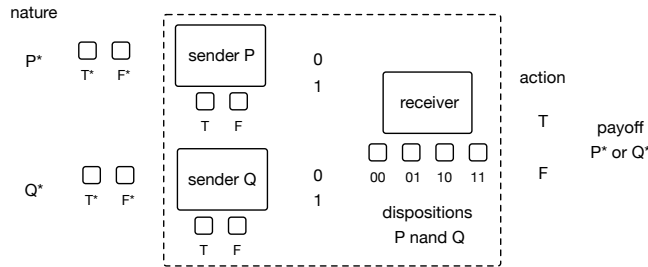 nature
P*
T* F*
sender P
T F
0
1
Q*
T* F*
sender Q
T F
0
1
receiver
00 01 10 11
dispositions
P nand Q
action
T
F
payoff
P* or Q*